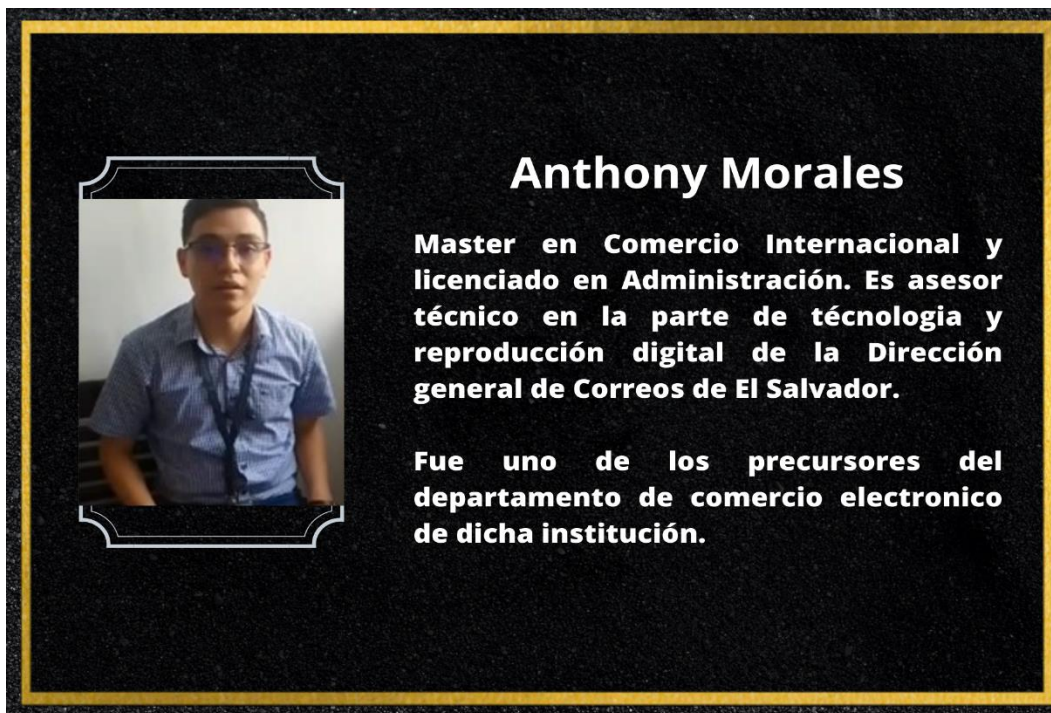 Anthony Morales
Master en Comercio Internacional y
licenciado en Administración. Es asesor
técnico en la parte de técnologia y
reproducción digital de la Dirección
general de Correos de El Salvador.
Fue uno de los precursores del
departamento de comercio electronico
de dicha institución.